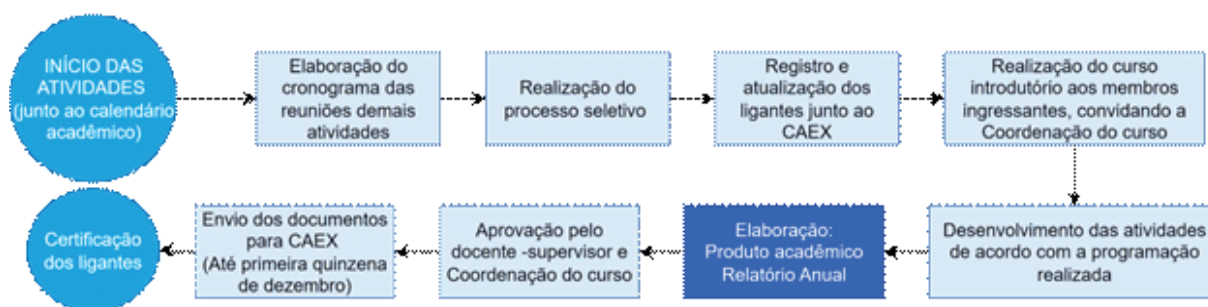 INÍCIO DAS
ATIVIDADES
(junto ao calendário
acadêmico)
Elaboração do
cronograma das
reuniões demais
atividades
Realização do
processo seletivo
Registro e
atualização dos
ligantes junto ao
CAEX
Realização do curso
introdutório aos membros
ingressantes, convidando a
Coordenação do curso
Desenvolvimento das atividades
de acordo com a programação
realizada
Elaboração:
Produto acadêmico
Relatório Anual
Aprovação pelo
docente -supervisor e
Coordenação do curso
Envio dos documentos
para CAEX
(Até primeira quinzena
de dezembro)
Certificação
dos ligantes